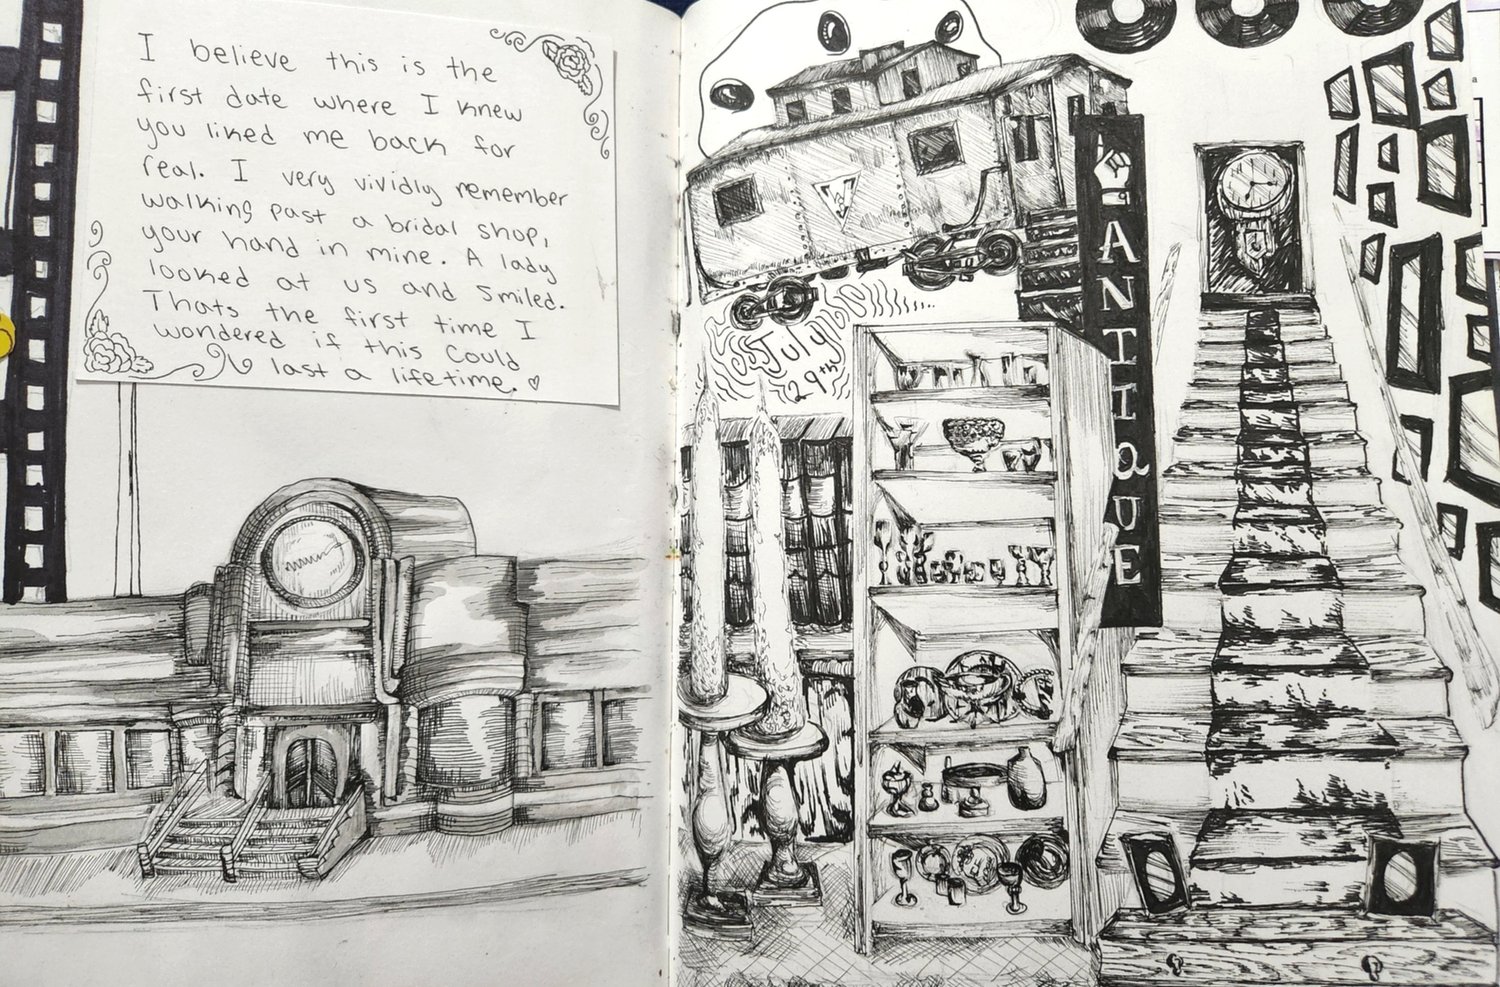 I believe this is the
first date where I knew
you liked me back for
real. I very vividly remember
walking past a bridal shop,
your hand in mine. A lady
looked at us and smiled.
Thats the first time I
wondered if this could
last a lifetime. ♡
July
29th
ANTIQUE